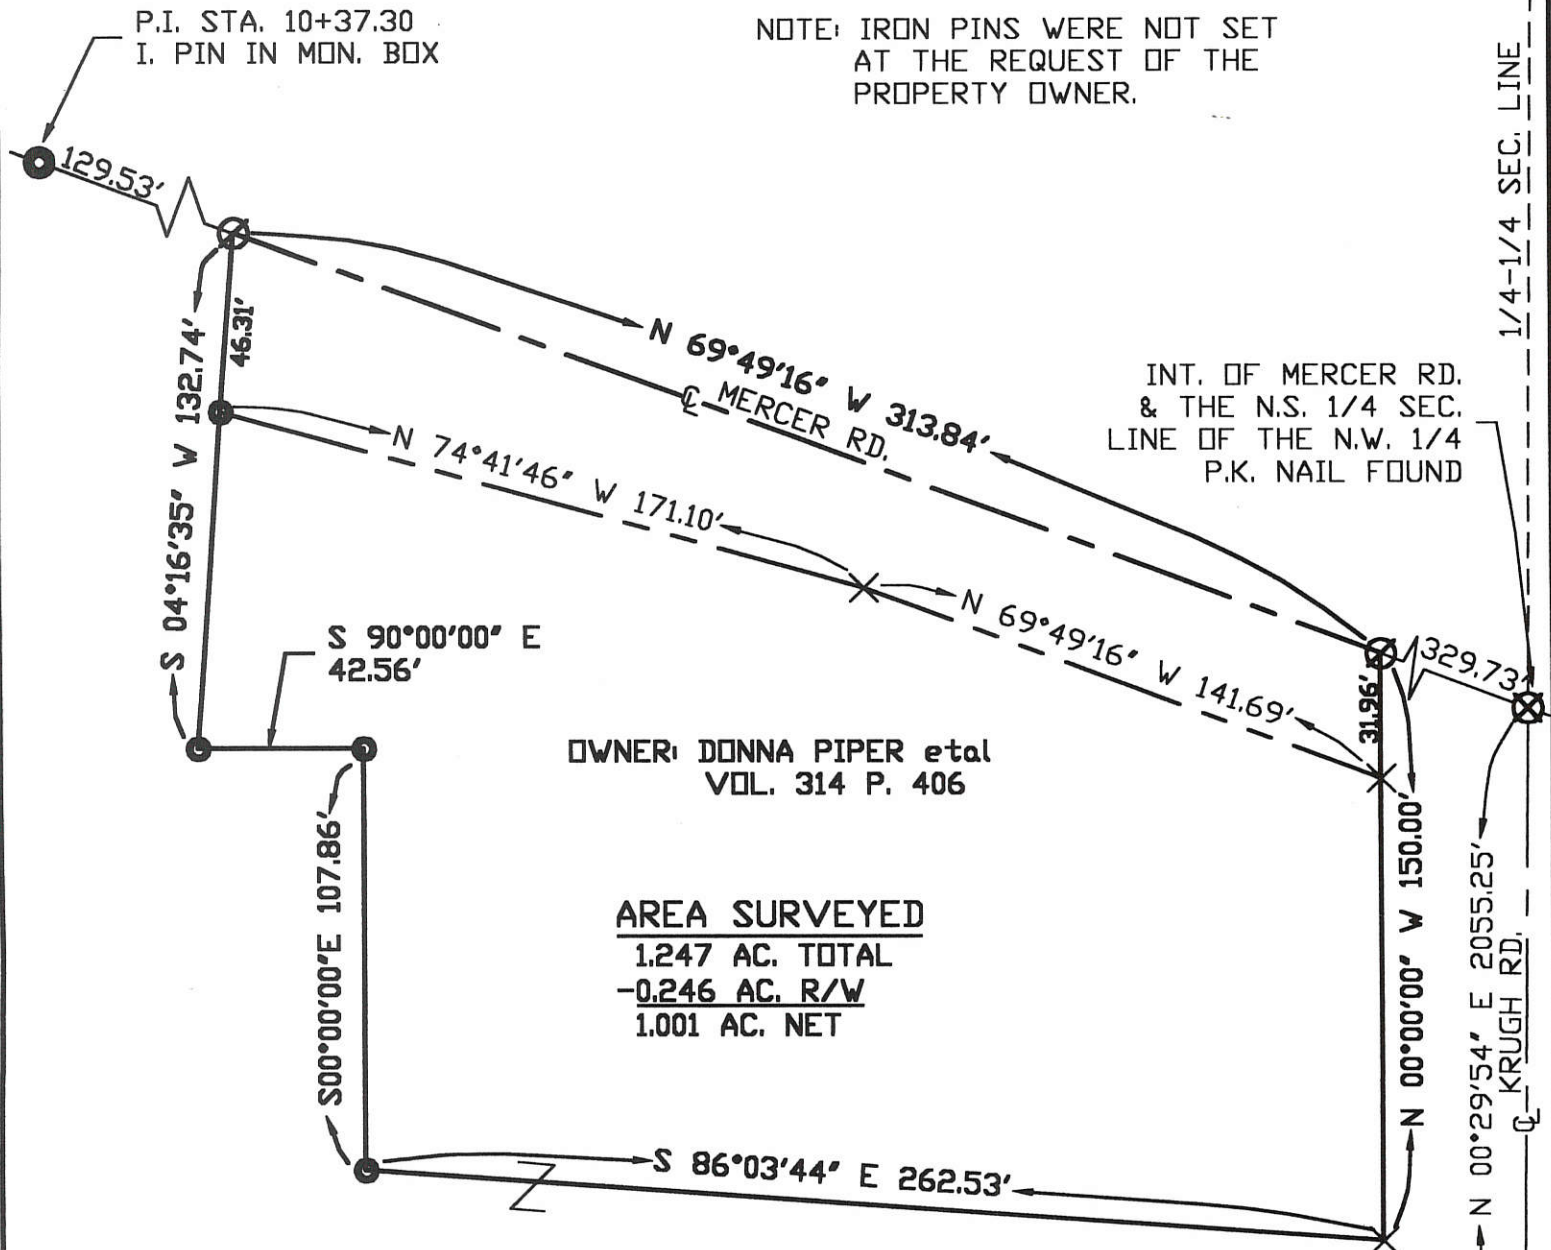 P.I. STA. 10+37.30
I. PIN IN MON. BOX
NOTE: IRON PINS WERE NOT SET
AT THE REQUEST OF THE
PROPERTY OWNER.
1/4-1/4 SEC. LINE
129.53'
46.31'
S 04°16'35" W 132.74'
N 69°49'16" W 313.84'
℄ MERCER RD.
INT. OF MERCER RD.
& THE N.S. 1/4 SEC.
LINE OF THE N.W. 1/4
P.K. NAIL FOUND
N 74°41'46" W 171.10'
N 69°49'16" W 141.69'
329.73'
31.96'
S 90°00'00" E
42.56'
OWNER: DONNA PIPER etal
VOL. 314 P. 406
S00°00'00"E 107.86'
AREA SURVEYED
1.247 AC. TOTAL
-0.246 AC. R/W
1.001 AC. NET
N 00°00'00" W 150.00'
N 00°29'54" E 2055.25'
℄ KRUGH RD.
S 86°03'44" E 262.53'